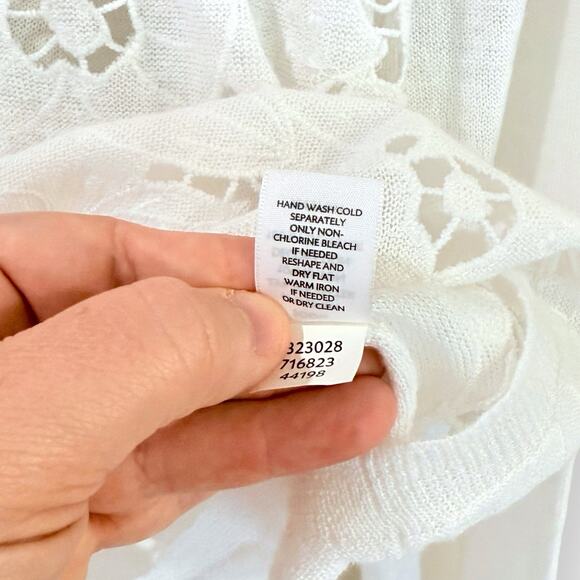 HAND WASH COLD
SEPARATELY
ONLY NON-
CHLORINE BLEACH
IF NEEDED
RESHAPE AND
DRY FLAT
WARM IRON
IF NEEDED
OR DRY CLEAN
323028
716823
44198